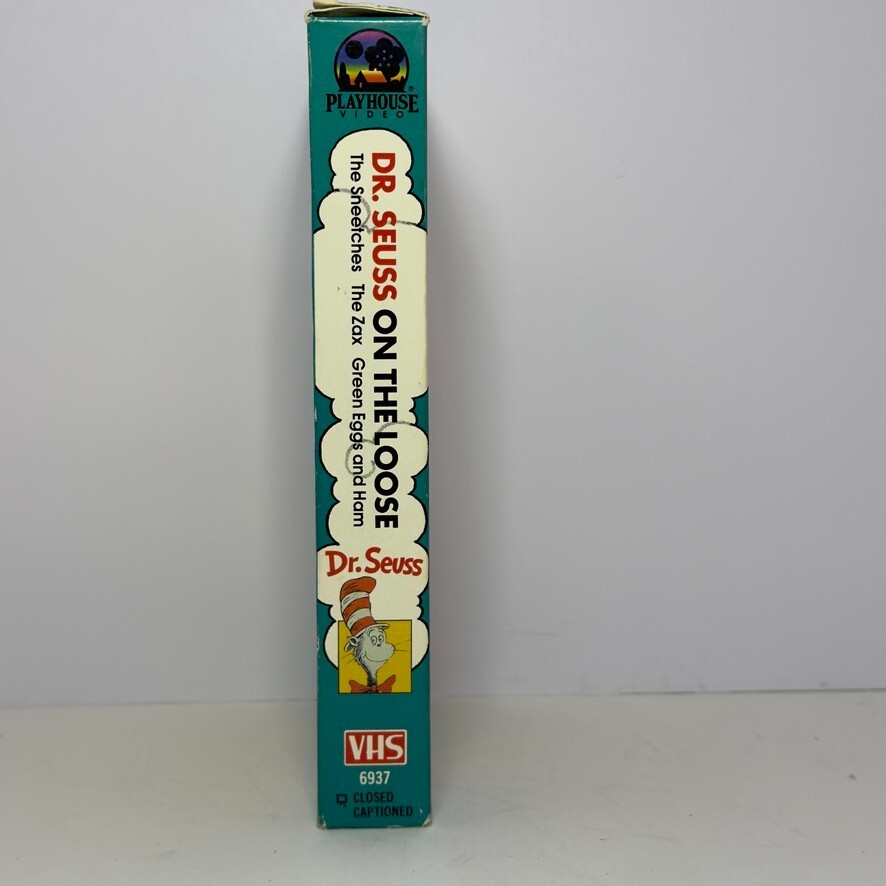 PLAYHOUSE
VIDEO
DR. SEUSS ON THE LOOSE
The Sneetches The Zax Green Eggs and Ham
Dr. Seuss
VHS
6937
CLOSED
CAPTIONED